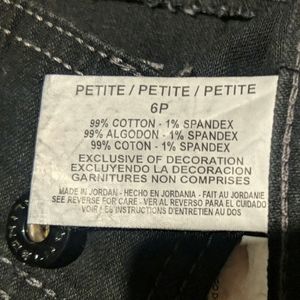 PETITE / PETITE / PETITE
6P
99% COTTON - 1% SPANDEX
99% ALGODON - 1% SPANDEX
99% COTON - 1% SPANDEX
EXCLUSIVE OF DECORATION
EXCLUYENDO LA DECORACION
GARNITURES NON COMPRISES
MADE IN JORDAN - HECHO EN JORDANIA - FAIT AU JORDANIE
SEE REVERSE FOR CARE - VER AL REVERSO PARA EL CUIDADO
VOIR LES INSTRUCTIONS D'ENTRETIEN AU DOS